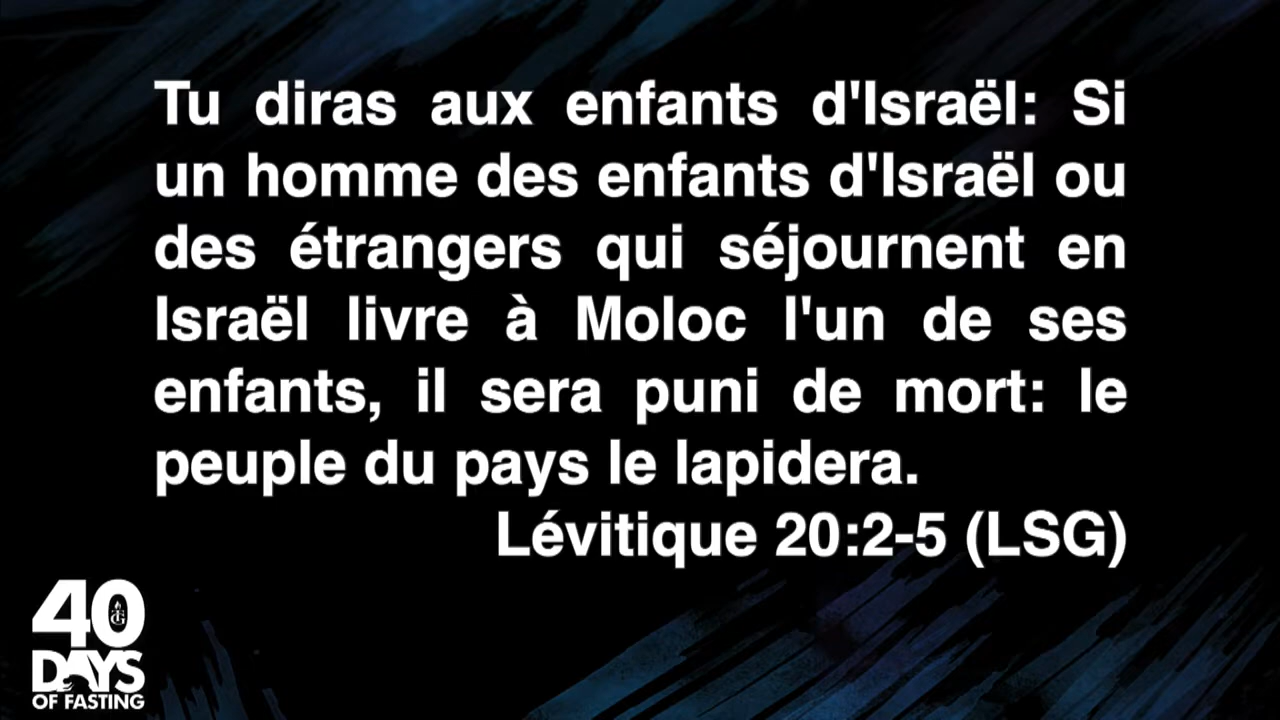 Tu diras aux enfants d'Israël: Si
un homme des enfants d'Israël ou
des étrangers qui séjournent en
Israël livre à Moloc l'un de ses
enfants, il sera puni de mort: le
peuple du pays le lapidera.
Lévitique 20:2-5 (LSG)
40
DAYS
OF FASTING